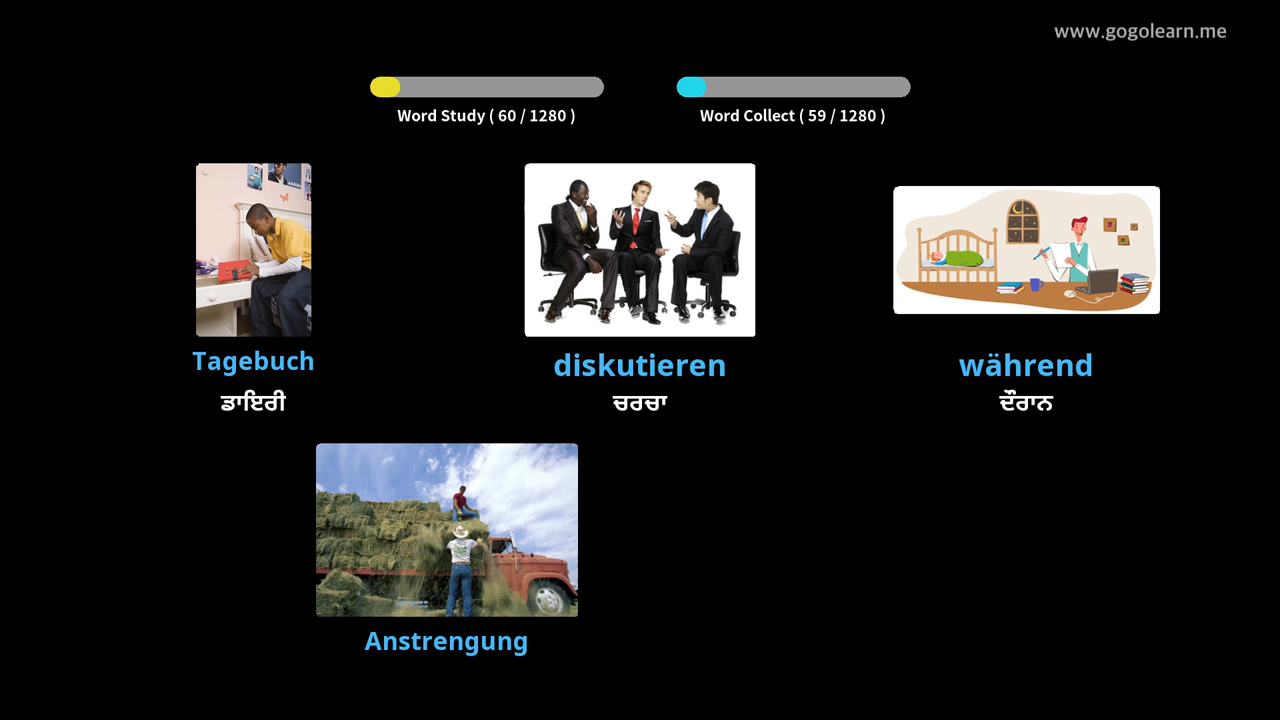 www.gogolearn.me
Word Study ( 60 / 1280 )
Word Collect ( 59 / 1280 )
Tagebuch
diskutieren
während
ਡਾਇਰੀ
ਚਰਚਾ
ਦੌਰਾਨ
Anstrengung